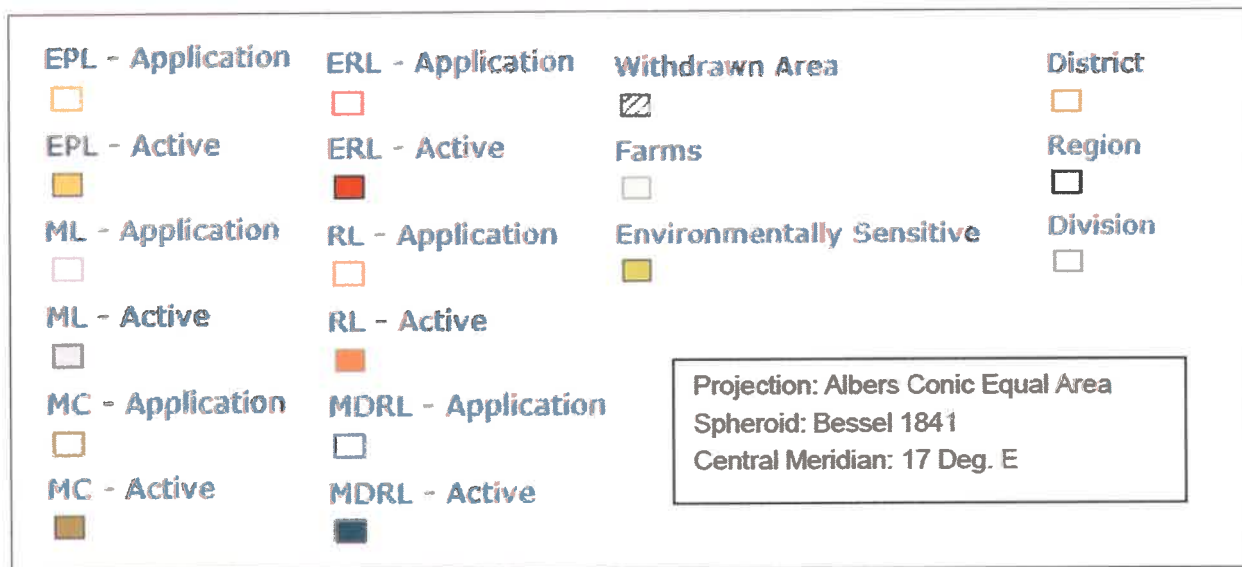 EPL - Application
EPL - Active
ML - Application
ML - Active
MC - Application
MC - Active
ERL - Application
ERL - Active
RL - Application
RL - Active
MDRL - Application
MDRL - Active
Withdrawn Area
Farms
Environmentally Sensitive
District
Region
Division
Projection: Albers Conic Equal Area
Spheroid: Bessel 1841
Central Meridian: 17 Deg. E